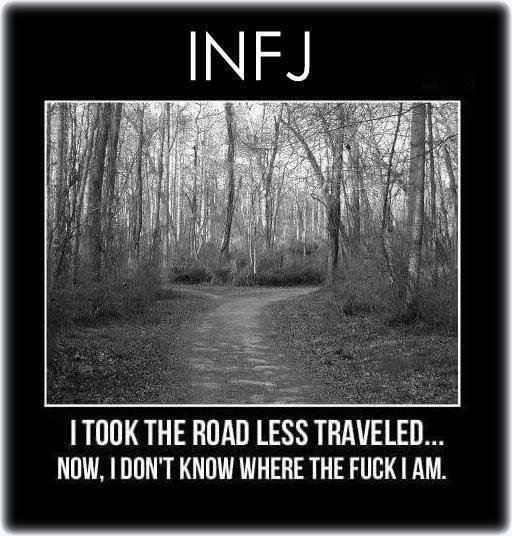 INFJ
I TOOK THE ROAD LESS TRAVELED...
NOW, I DON'T KNOW WHERE THE FUCK I AM.